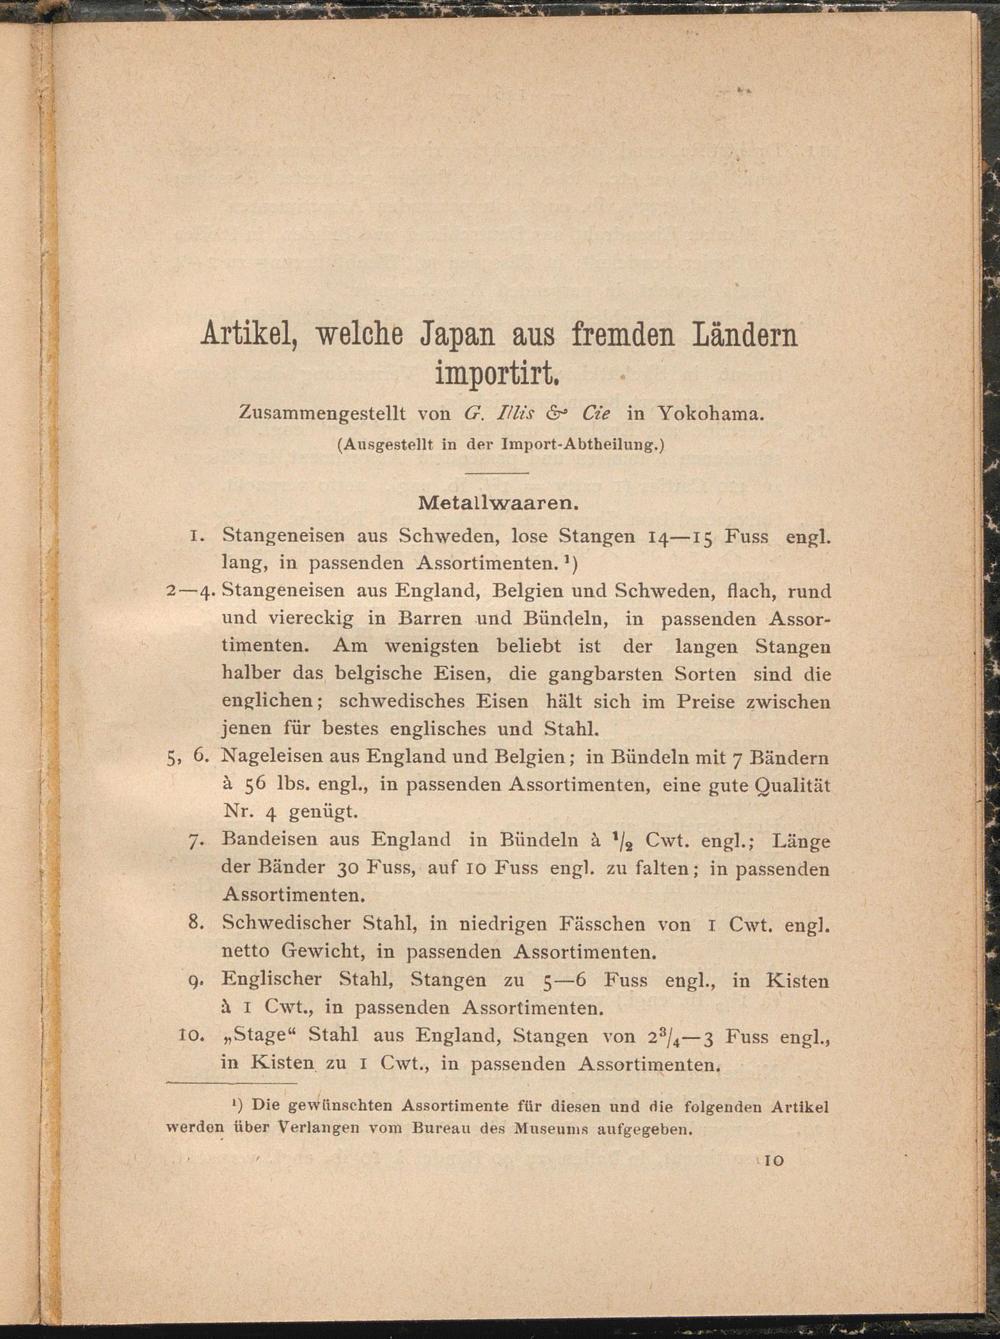 Artikel, welche Japan aus fremden Ländern
importirt.
Zusammengestellt von G. Illis & Cie in Yokohama.
(Ausgestellt in der Import-Abtheilung.)
Metallwaaren.
1. Stangeneisen aus Schweden, lose Stangen 14—15 Fuss engl.
lang, in passenden Assortimenten. ¹)
2—4. Stangeneisen aus England, Belgien und Schweden, flach, rund
und viereckig in Barren und Bündeln, in passenden Assor-
timenten. Am wenigsten beliebt ist der langen Stangen
halber das belgische Eisen, die gangbarsten Sorten sind die
englichen; schwedisches Eisen hält sich im Preise zwischen
jenen für bestes englisches und Stahl.
5, 6. Nageleisen aus England und Belgien; in Bündeln mit 7 Bändern
à 56 lbs. engl., in passenden Assortimenten, eine gute Qualität
Nr. 4 genügt.
7. Bandeisen aus England in Bündeln à ¹/₂ Cwt. engl.; Länge
der Bänder 30 Fuss, auf 10 Fuss engl. zu falten; in passenden
Assortimenten.
8. Schwedischer Stahl, in niedrigen Fässchen von 1 Cwt. engl.
netto Gewicht, in passenden Assortimenten.
9. Englischer Stahl, Stangen zu 5—6 Fuss engl., in Kisten
à 1 Cwt., in passenden Assortimenten.
10. „Stage“ Stahl aus England, Stangen von 2³/₄—3 Fuss engl.,
in Kisten zu 1 Cwt., in passenden Assortimenten.
¹) Die gewünschten Assortimente für diesen und die folgenden Artikel
werden über Verlangen vom Bureau des Museums aufgegeben.
10